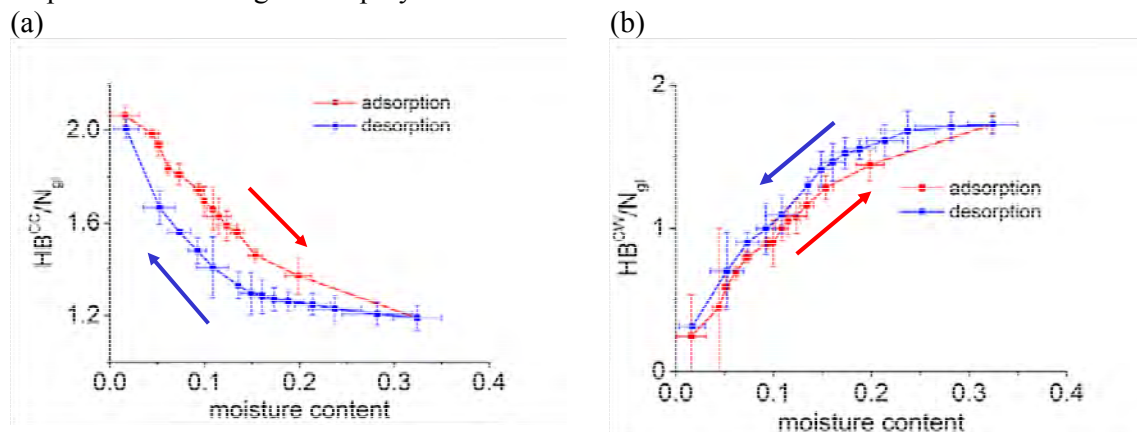 (a)
adsorption
desorption
2.0
1.6
1.2
HB^CC/N_gl
0.0 0.1 0.2 0.3 0.4
moisture content
(b)
2
1
0
HB^CW/N_gl
adsorption
desorption
0.0 0.1 0.2 0.3 0.4
moisture content